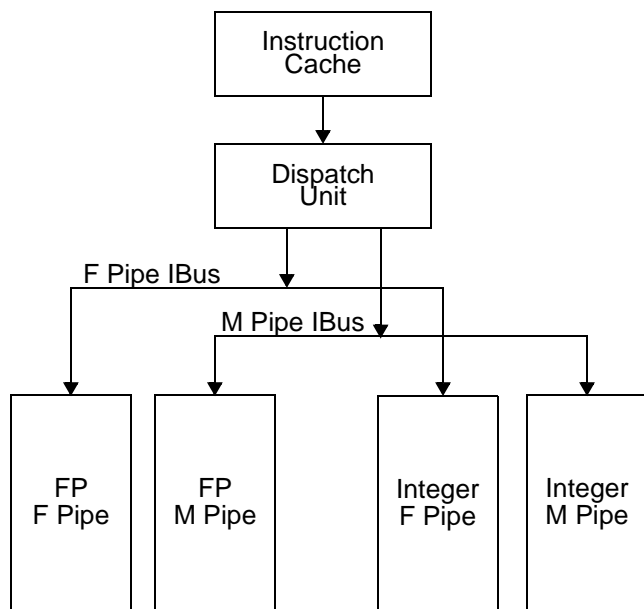 Instruction
Cache
Dispatch
Unit
F Pipe IBus
M Pipe IBus
FP
F Pipe
FP
M Pipe
Integer
F Pipe
Integer
M Pipe